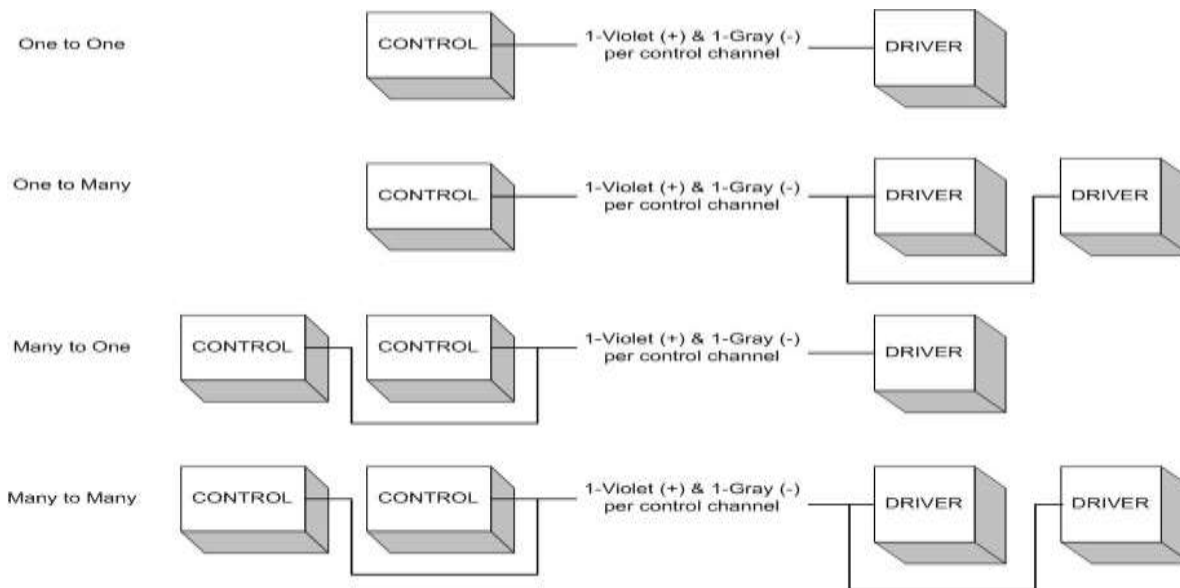 One to One
CONTROL
1-Violet (+) & 1-Gray (-)
per control channel
DRIVER
One to Many
CONTROL
1-Violet (+) & 1-Gray (-)
per control channel
DRIVER
DRIVER
Many to One
CONTROL
CONTROL
1-Violet (+) & 1-Gray (-)
per control channel
DRIVER
Many to Many
CONTROL
CONTROL
1-Violet (+) & 1-Gray (-)
per control channel
DRIVER
DRIVER